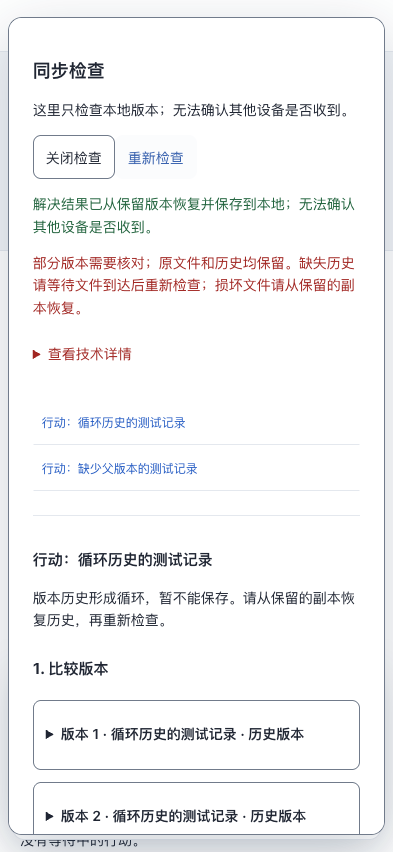 同步检查
这里只检查本地版本；无法确认其他设备是否收到。
关闭检查
重新检查
解决结果已从保留版本恢复并保存到本地；无法确认
其他设备是否收到。
部分版本需要核对；原文件和历史均保留。缺失历史
请等待文件到达后重新检查；损坏文件请从保留的副
本恢复。
查看技术详情
行动：循环历史的测试记录
行动：缺少父版本的测试记录
行动：循环历史的测试记录
版本历史形成循环，暂不能保存。请从保留的副本恢
复历史，再重新检查。
1. 比较版本
版本 1 · 循环历史的测试记录 · 历史版本
版本 2 · 循环历史的测试记录 · 历史版本
没有等待中的行动。